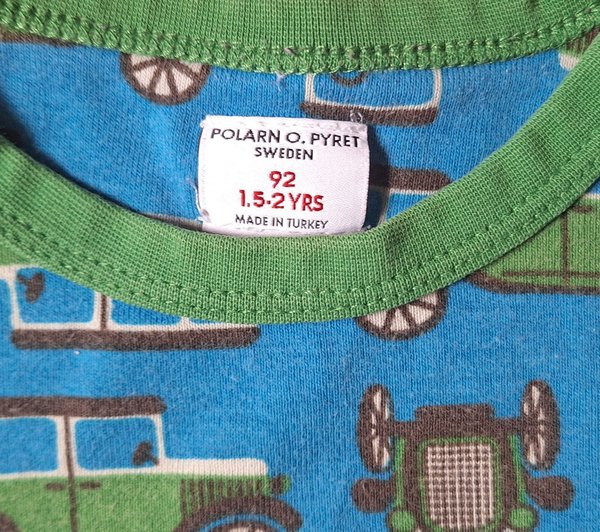 POLARN O. PYRET
SWEDEN
92
1.5-2 YRS
MADE IN TURKEY